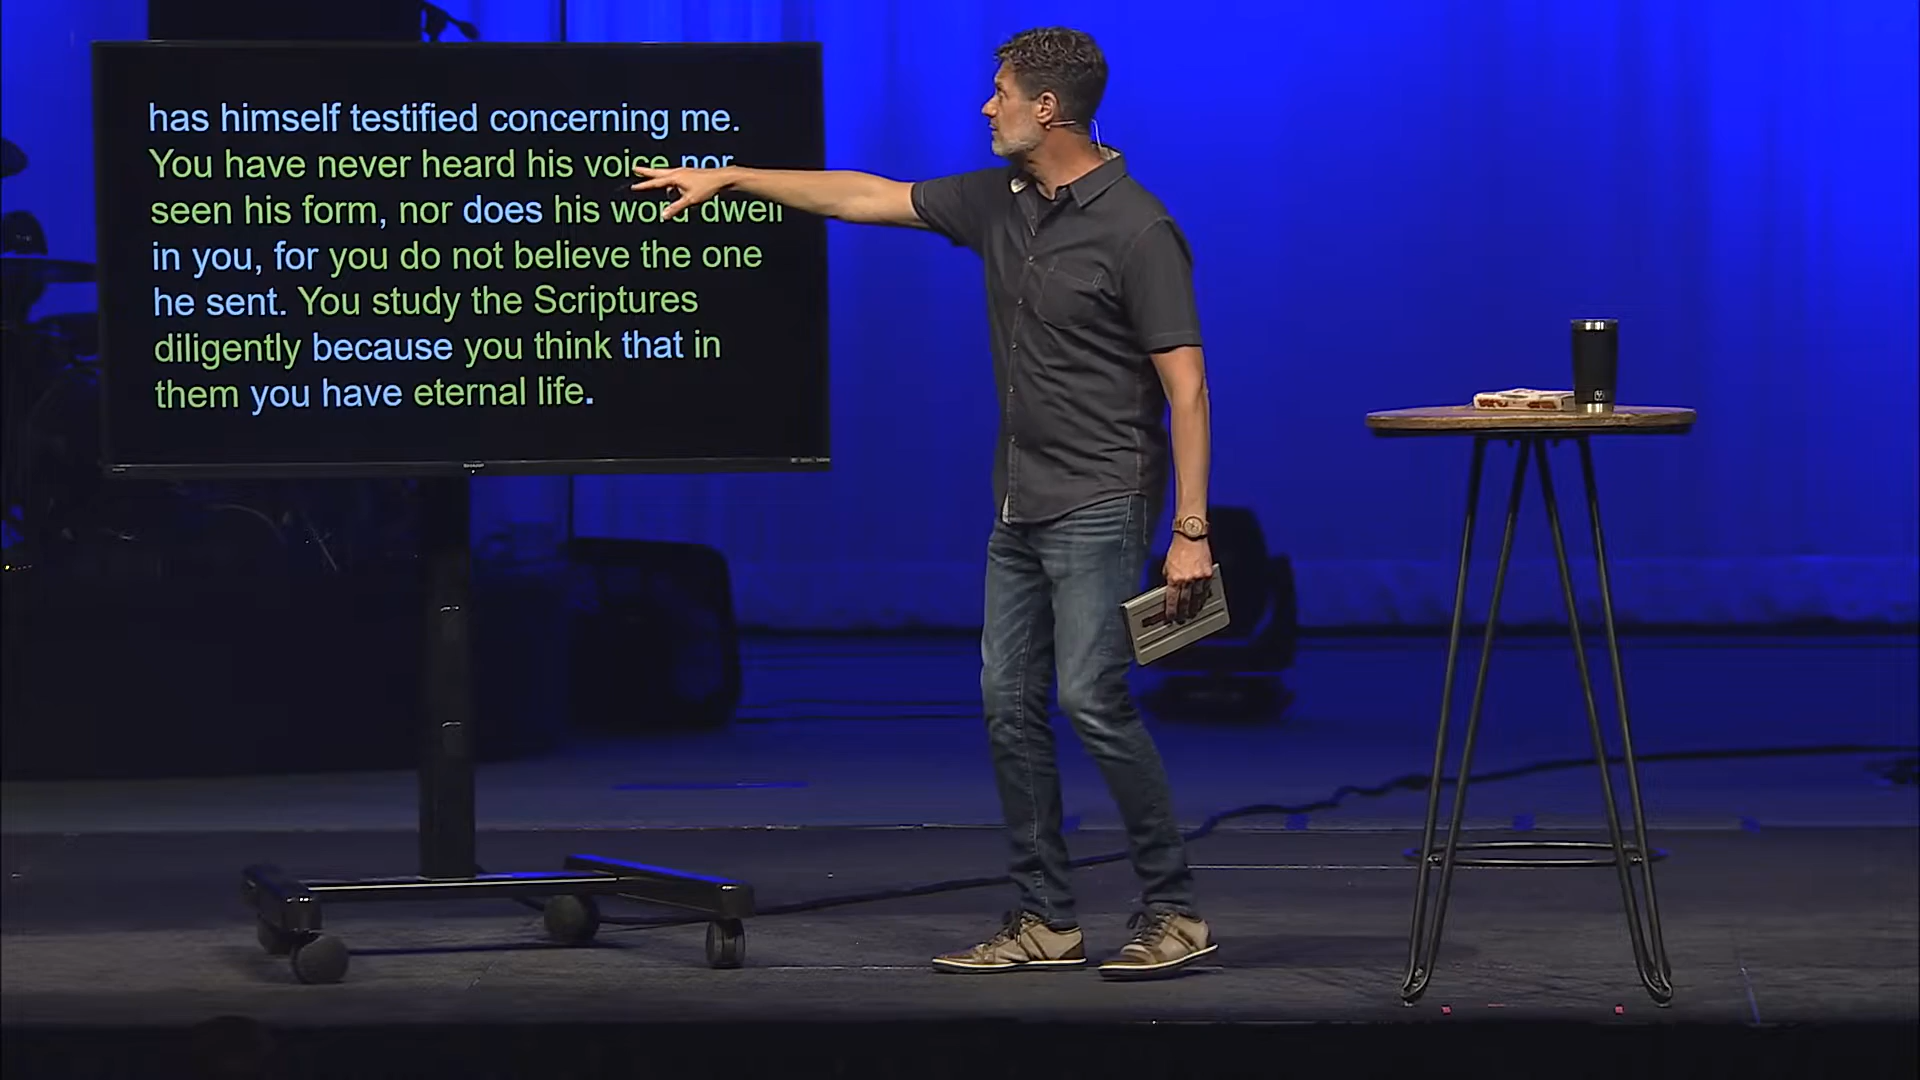 has himself testified concerning me.
You have never heard his voice nor
seen his form, nor does his word dwell
in you, for you do not believe the one
he sent. You study the Scriptures
diligently because you think that in
them you have eternal life.
SHARP